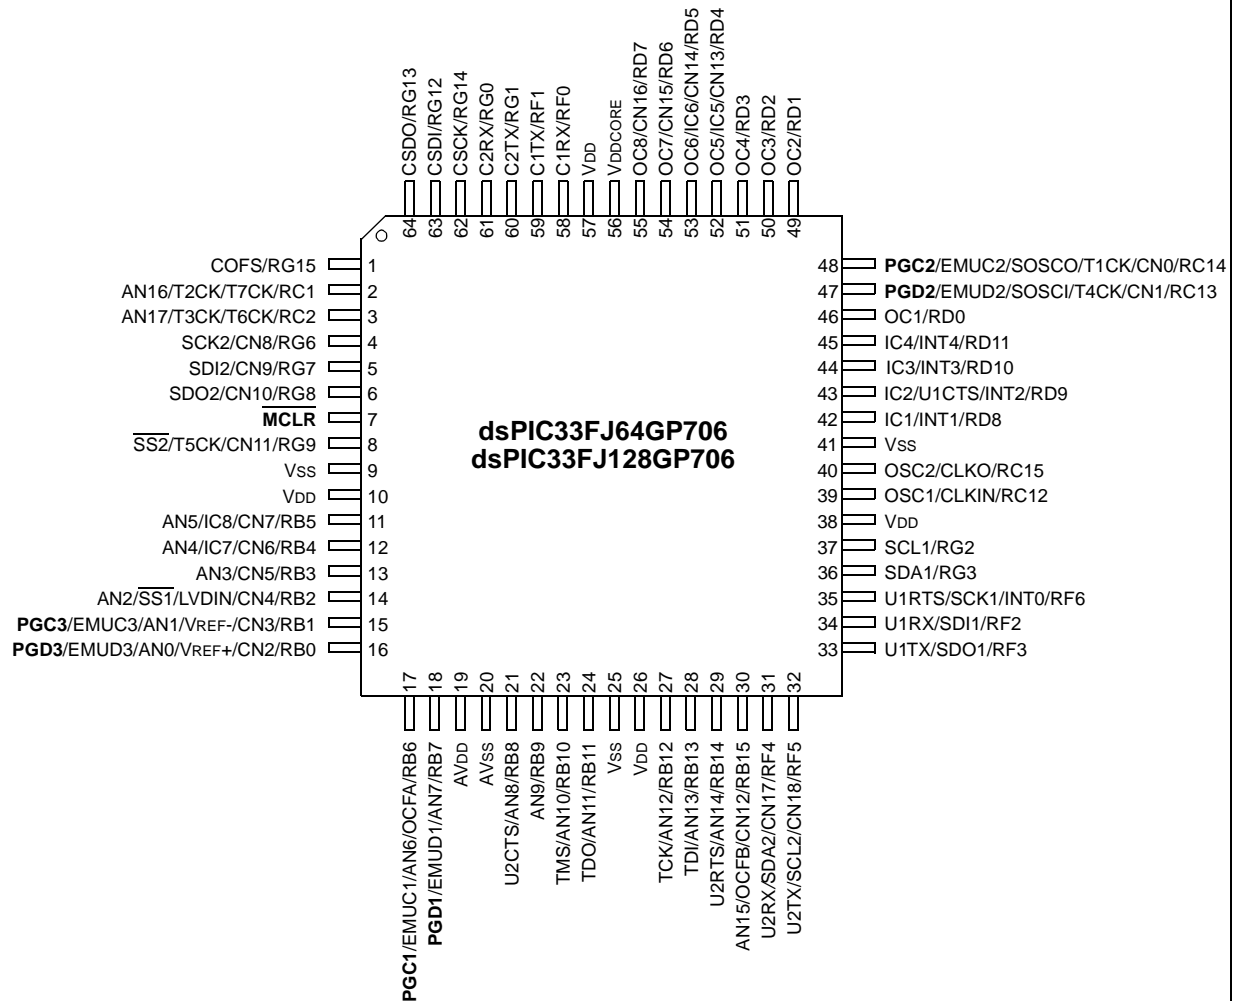 CSDO/RG13
CSDI/RG12
CSCK/RG14
C2RX/RG0
C2TX/RG1
C1TX/RF1
C1RX/RF0
VDD
VDDCORE
OC8/CN16/RD7
OC7/CN15/RD6
OC6/IC6/CN14/RD5
OC5/IC5/CN13/RD4
OC4/RD3
OC3/RD2
OC2/RD1
64
63
62
61
60
59
58
57
56
55
54
53
52
51
50
49
COFS/RG15 1
AN16/T2CK/T7CK/RC1 2
AN17/T3CK/T6CK/RC2 3
SCK2/CN8/RG6 4
SDI2/CN9/RG7 5
SDO2/CN10/RG8 6
MCLR 7
SS2/T5CK/CN11/RG9 8
VSS 9
VDD 10
AN5/IC8/CN7/RB5 11
AN4/IC7/CN6/RB4 12
AN3/CN5/RB3 13
AN2/SS1/LVDIN/CN4/RB2 14
PGC3/EMUC3/AN1/VREF-/CN3/RB1 15
PGD3/EMUD3/AN0/VREF+/CN2/RB0 16
dsPIC33FJ64GP706
dsPIC33FJ128GP706
48 PGC2/EMUC2/SOSCO/T1CK/CN0/RC14
47 PGD2/EMUD2/SOSCI/T4CK/CN1/RC13
46 OC1/RD0
45 IC4/INT4/RD11
44 IC3/INT3/RD10
43 IC2/U1CTS/INT2/RD9
42 IC1/INT1/RD8
41 VSS
40 OSC2/CLKO/RC15
39 OSC1/CLKIN/RC12
38 VDD
37 SCL1/RG2
36 SDA1/RG3
35 U1RTS/SCK1/INT0/RF6
34 U1RX/SDI1/RF2
33 U1TX/SDO1/RF3
17
18
19
20
21
22
23
24
25
26
27
28
29
30
31
32
PGC1/EMUC1/AN6/OCFA/RB6
PGD1/EMUD1/AN7/RB7
AVDD
AVSS
U2CTS/AN8/RB8
AN9/RB9
TMS/AN10/RB10
TDO/AN11/RB11
VSS
VDD
TCK/AN12/RB12
TDI/AN13/RB13
U2RTS/AN14/RB14
AN15/OCFB/CN12/RB15
U2RX/SDA2/CN17/RF4
U2TX/SCL2/CN18/RF5